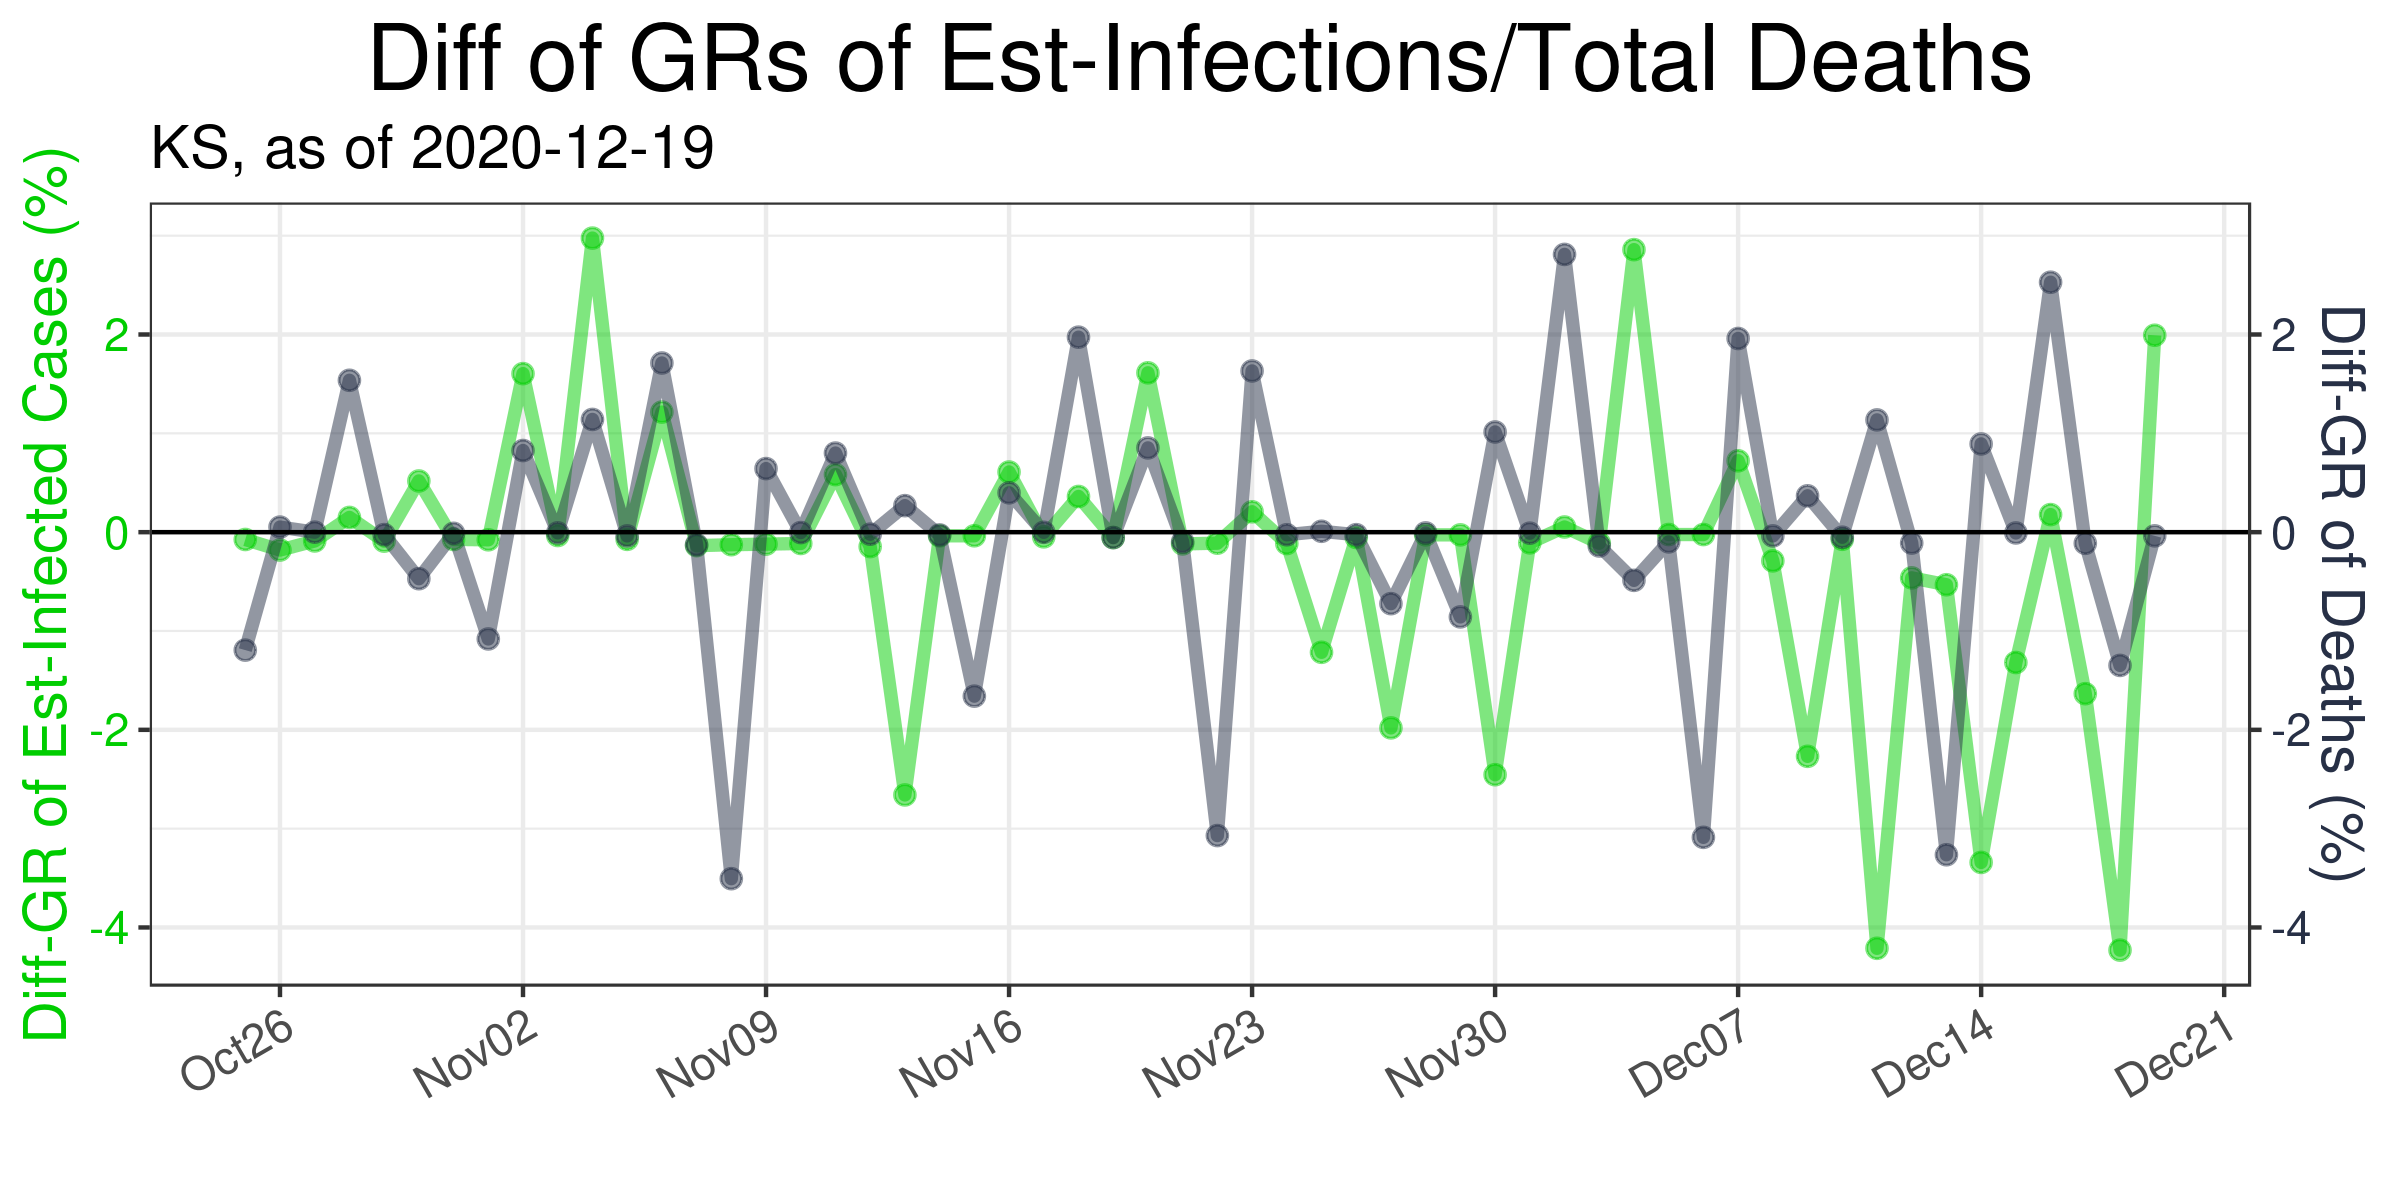 Diff of GRs of Est-Infections/Total Deaths
KS, as of 2020-12-19
Diff-GR of Est-Infected Cases (%)
2
0
-2
-4
2
0
-2
-4
Diff-GR of Deaths (%)
Oct26
Nov02
Nov09
Nov16
Nov23
Nov30
Dec07
Dec14
Dec21